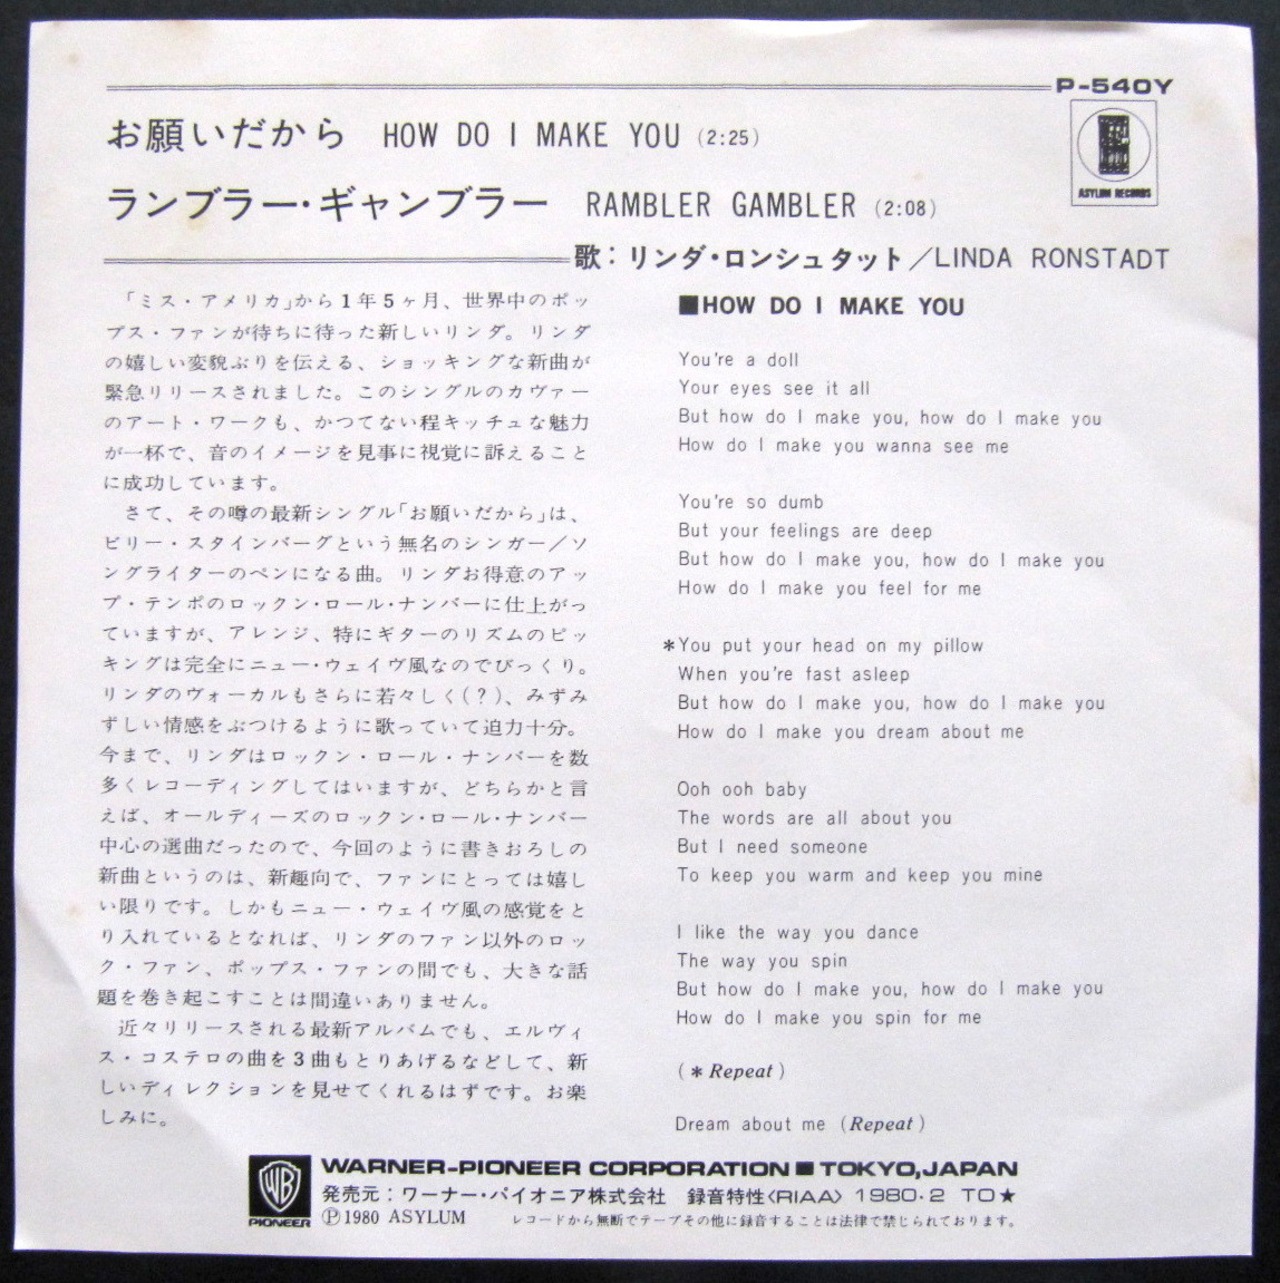 P-540Y
お願いだから HOW DO I MAKE YOU (2:25)
ランブラー・ギャンブラー RAMBLER GAMBLER (2:08)
ASYLUM RECORDS
歌：リンダ・ロンシュタット／LINDA RONSTADT
「ミス・アメリカ」から1年5ヶ月、世界中のポッ
プス・ファンが待ちに待った新しいリンダ。リンダ
の嬉しい変貌ぶりを伝える、ショッキングな新曲が
緊急リリースされました。このシングルのカヴァー
のアート・ワークも、かつてない程キッチュな魅力
が一杯で、音のイメージを見事に視覚に訴えること
に成功しています。
さて、その噂の最新シングル「お願いだから」は、
ビリー・スタインバーグという無名のシンガー／ソ
ングライターのペンになる曲。リンダお得意のアッ
プ・テンポのロックン・ロール・ナンバーに仕上がっ
ていますが、アレンジ、特にギターのリズムのピッ
キングは完全にニュー・ウェイヴ風なのでびっくり。
リンダのヴォーカルもさらに若々しく(？)、みずみ
ずしい情感をぶつけるように歌っていて迫力十分。
今まで、リンダはロックン・ロール・ナンバーを数
多くレコーディングしてはいますが、どちらかと言
えば、オールディーズのロックン・ロール・ナンバー
中心の選曲だったので、今回のように書きおろしの
新曲というのは、新趣向で、ファンにとっては嬉し
い限りです。しかもニュー・ウェイヴ風の感覚をと
り入れているとなれば、リンダのファン以外のロッ
ク・ファン、ポップス・ファンの間でも、大きな話
題を巻き起こすことは間違いありません。
近々リリースされる最新アルバムでも、エルヴィ
ス・コステロの曲を3曲もとりあげるなどして、新
しいディレクションを見せてくれるはずです。お楽
しみに。
■HOW DO I MAKE YOU
You're a doll
Your eyes see it all
But how do I make you, how do I make you
How do I make you wanna see me
You're so dumb
But your feelings are deep
But how do I make you, how do I make you
How do I make you feel for me
*You put your head on my pillow
When you're fast asleep
But how do I make you, how do I make you
How do I make you dream about me
Ooh ooh baby
The words are all about you
But I need someone
To keep you warm and keep you mine
I like the way you dance
The way you spin
But how do I make you, how do I make you
How do I make you spin for me
(* Repeat)
Dream about me (Repeat)
WB
PIONEER
WARNER-PIONEER CORPORATION ■ TOKYO, JAPAN
発売元：ワーナー・パイオニア株式会社 録音特性〈RIAA〉 1980・2 TO★
Ⓟ1980 ASYLUM レコードから無断でテープその他に録音することは法律で禁じられております。